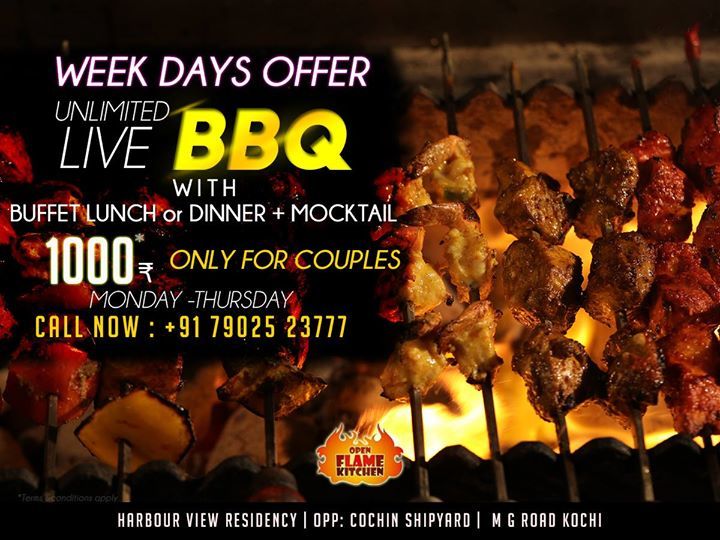 WEEK DAYS OFFER
UNLIMITED
LIVE BBQ
WITH
BUFFET LUNCH or DINNER + MOCKTAIL
1000*₹ ONLY FOR COUPLES
MONDAY -THURSDAY
CALL NOW : +91 79025 23777
OPEN
FLAME
KITCHEN
*Terms conditions apply
HARBOUR VIEW RESIDENCY | OPP: COCHIN SHIPYARD | M G ROAD KOCHI